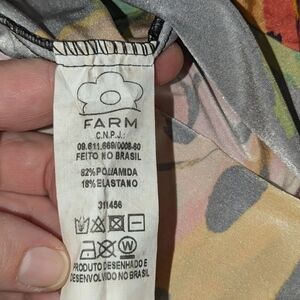 FARM
C.N.P.J.:
09.611.669/0008-60
FEITO NO BRASIL
82% POLIAMIDA
18% ELASTANO
311456
PRODUTO DESENHADO E
DESENVOLVIDO NO BRASIL